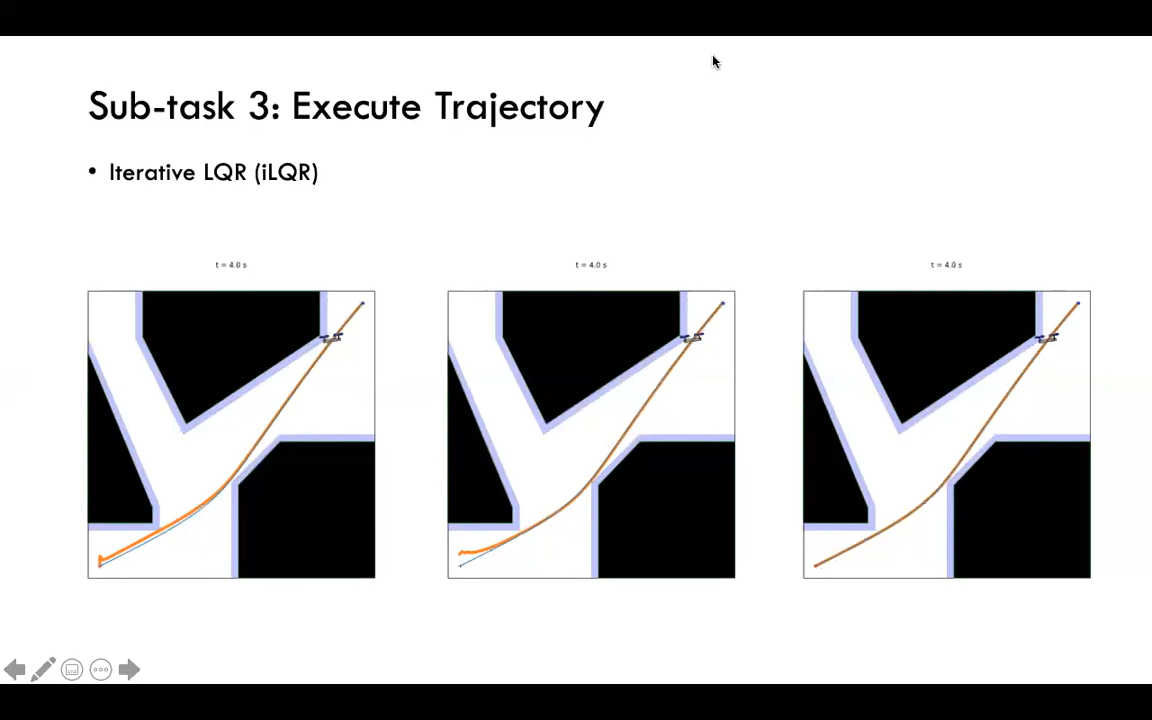 Sub-task 3: Execute Trajectory
• Iterative LQR (iLQR)
t = 4.0 s
t = 4.0 s
t = 4.0 s